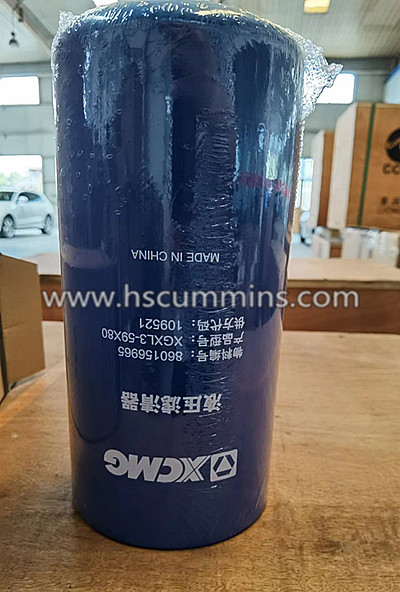 XCMG
液压滤清器
物料编号：860156965
产品型号：XGXL3-59X80
供方代码：109521
MADE IN CHINA
www.hscummins.com